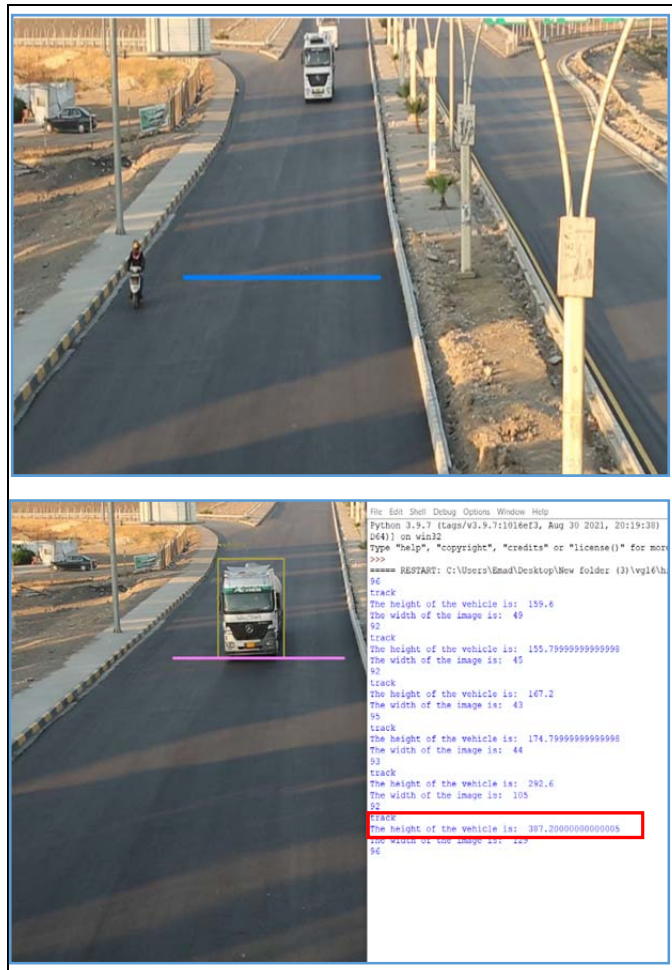 File Edit Shell Debug Options Window Help
Python 3.9.7 (tags/v3.9.7:1016ef3, Aug 30 2021, 20:19:38)
D64)] on win32
Type "help", "copyright", "credits" or "license()" for more
>>>
===== RESTART: C:\Users\Emad\Desktop\New folder (3)\vgl6\h
96
track
The height of the vehicle is: 159.6
The width of the image is: 49
92
track
The height of the vehicle is: 155.79999999999998
The width of the image is: 45
92
track
The height of the vehicle is: 167.2
The width of the image is: 43
95
track
The height of the vehicle is: 174.79999999999998
The width of the image is: 44
93
track
The height of the vehicle is: 292.6
The width of the image is: 105
92
track
The height of the vehicle is: 387.20000000000005
The width of the image is: 129
96